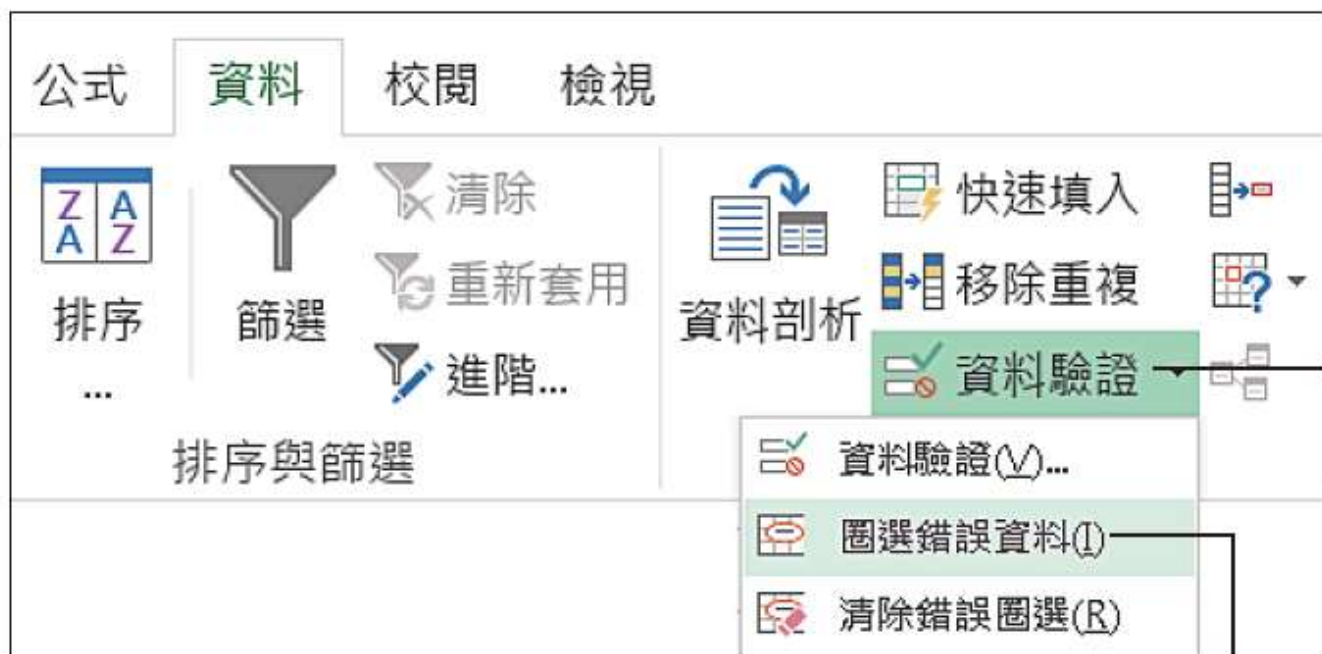 公式 資料 校閱 檢視
Z A
A Z
排序
...
篩選
清除
重新套用
進階...
排序與篩選
資料剖析
快速填入
移除重複
資料驗證
?
資料驗證(V)...
圈選錯誤資料(I)
清除錯誤圈選(R)